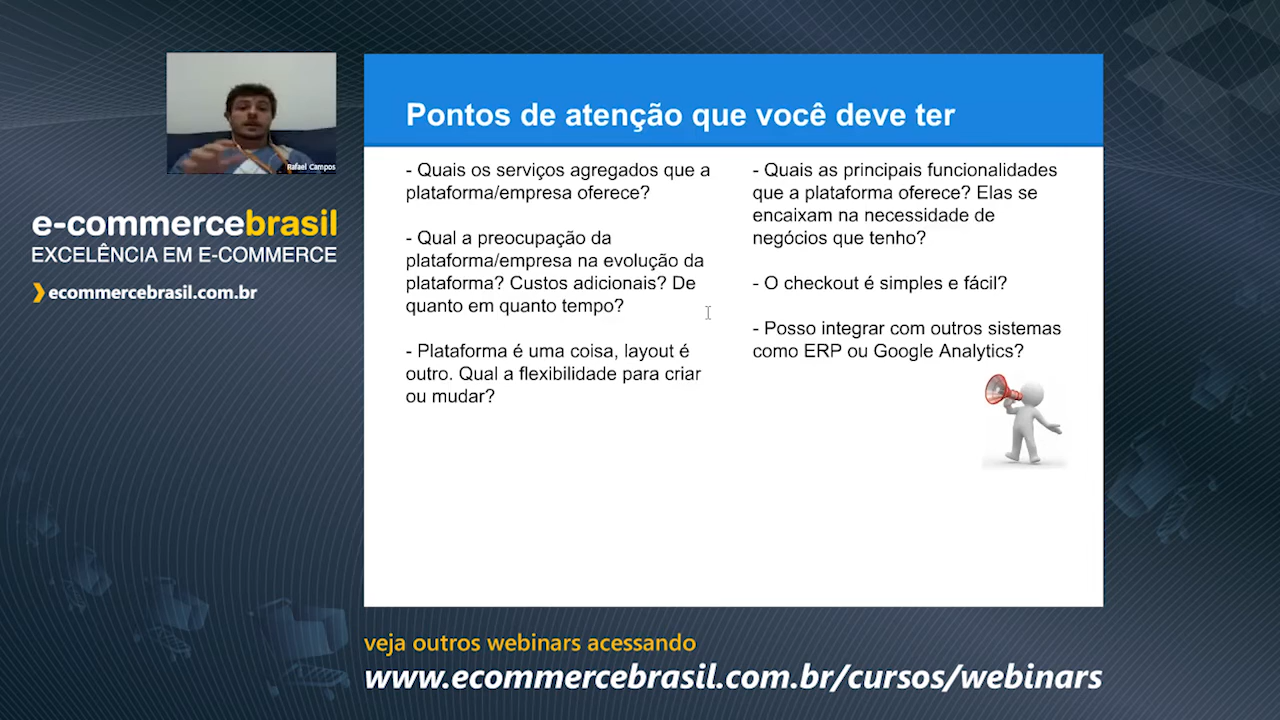 Rafael Campos
e-commercebrasil
EXCELÊNCIA EM E-COMMERCE
ecommercebrasil.com.br
Pontos de atenção que você deve ter
- Quais os serviços agregados que a
plataforma/empresa oferece?
- Qual a preocupação da
plataforma/empresa na evolução da
plataforma? Custos adicionais? De
quanto em quanto tempo?
- Plataforma é uma coisa, layout é
outro. Qual a flexibilidade para criar
ou mudar?
- Quais as principais funcionalidades
que a plataforma oferece? Elas se
encaixam na necessidade de
negócios que tenho?
- O checkout é simples e fácil?
- Posso integrar com outros sistemas
como ERP ou Google Analytics?
veja outros webinars acessando
www.ecommercebrasil.com.br/cursos/webinars